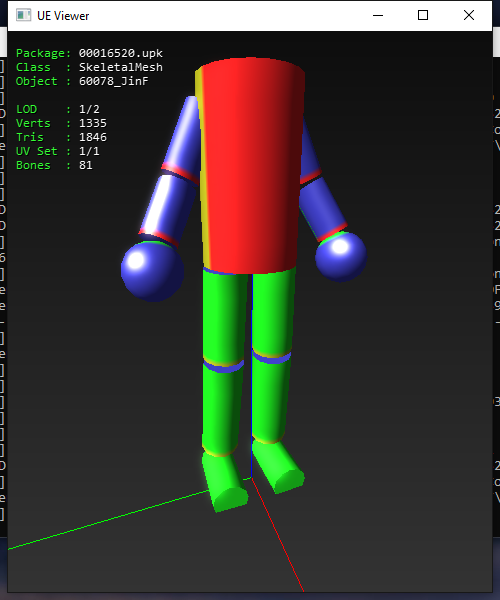 UE Viewer
Package: 00016520.upk
Class  : SkeletalMesh
Object : 60078_JinF
LOD    : 1/2
Verts  : 1335
Tris   : 1846
UV Set : 1/1
Bones  : 81